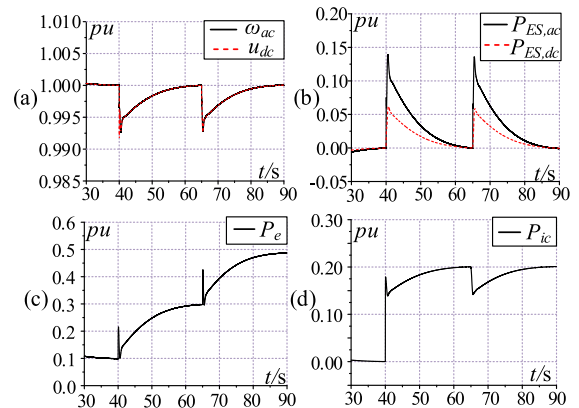 (a)
pu
1.010
1.005
1.000
0.995
0.990
0.985
ω_ac
u_dc
t/s
30 40 50 60 70 80 90
(b)
pu
0.20
0.15
0.10
0.05
0.00
-0.05
P_ES,ac
P_ES,dc
t/s
30 40 50 60 70 80 90
(c)
pu
0.6
0.5
0.4
0.3
0.2
0.1
0.0
P_e
t/s
30 40 50 60 70 80 90
(d)
pu
0.30
0.20
0.10
0.00
P_ic
t/s
30 40 50 60 70 80 90